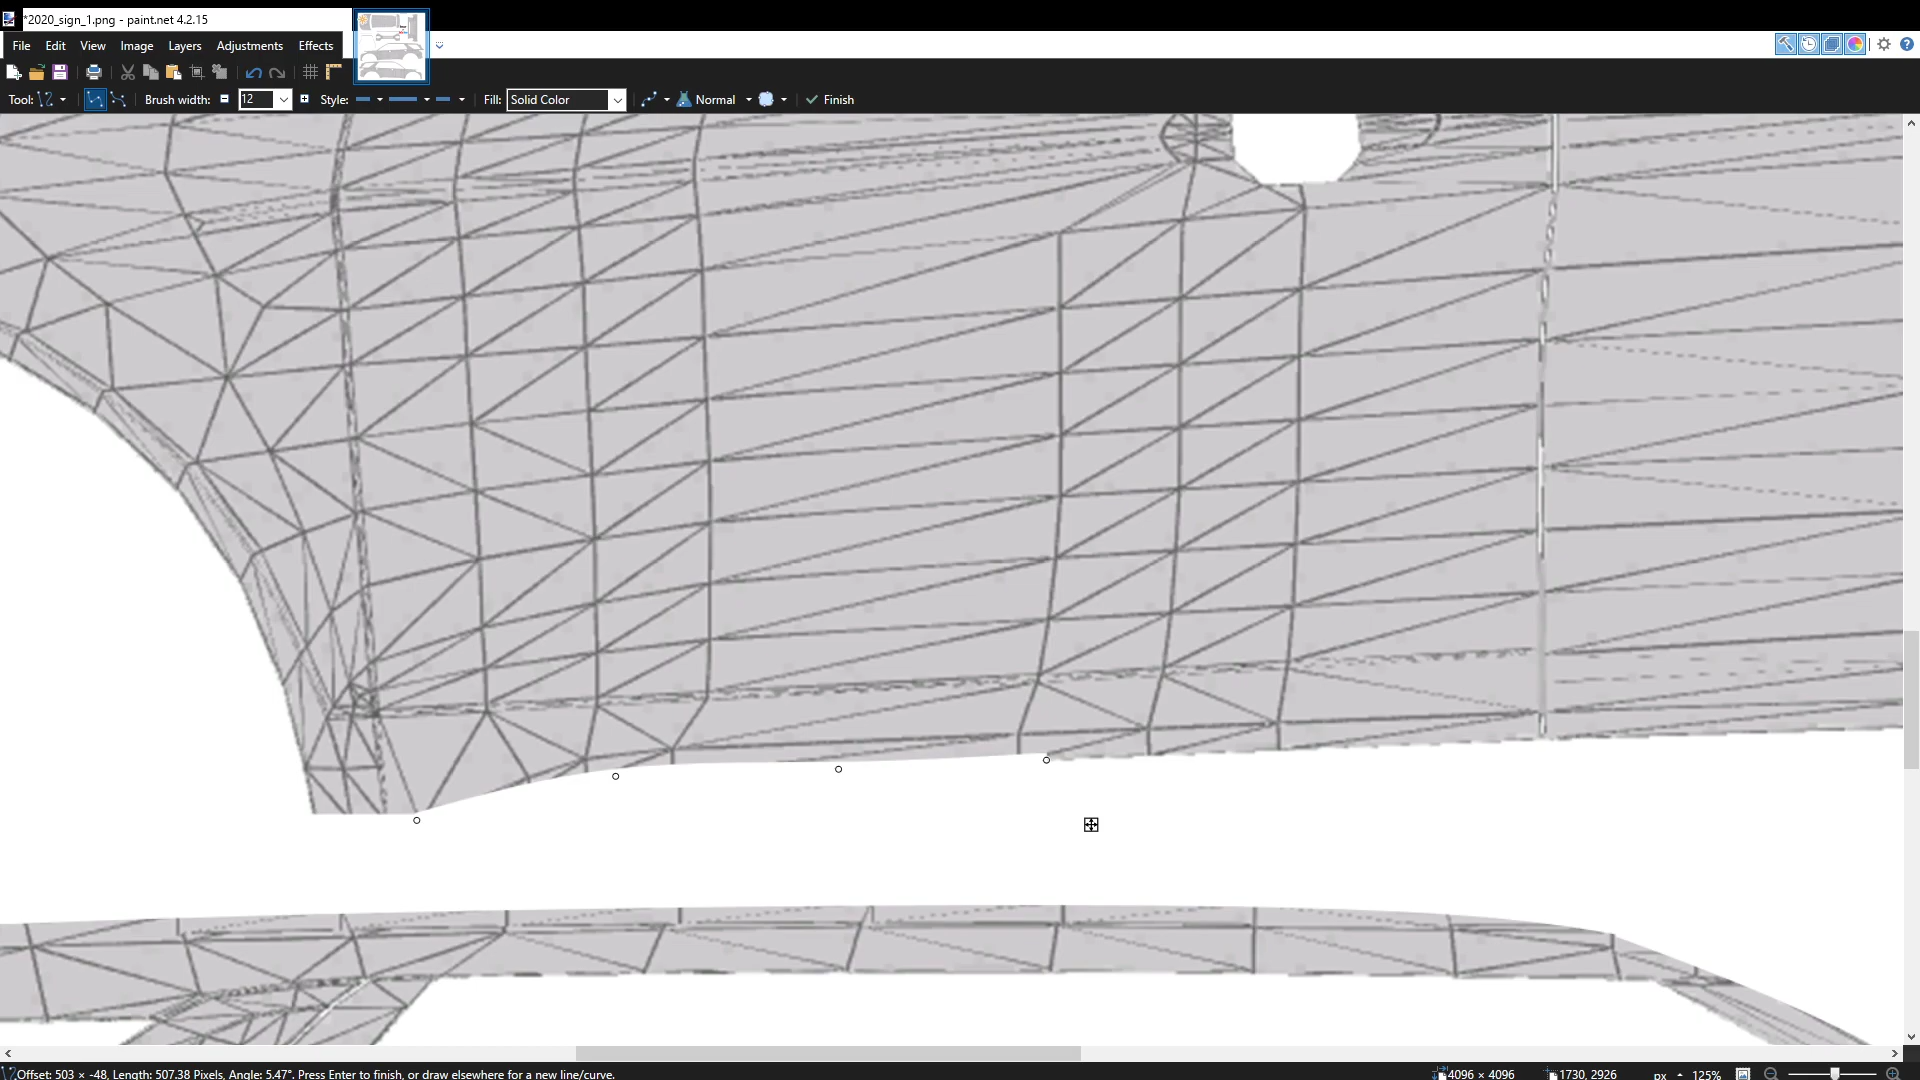 *2020_sign_1.png - paint.net 4.2.15
File Edit View Image Layers Adjustments Effects
Tool: Brush width: 12 Style: Fill: Solid Color Normal Finish
Offset: 503 × -48, Length: 507.38 Pixels, Angle: 5.47°. Press Enter to finish, or draw elsewhere for a new line/curve. 4096 × 4096 1730, 2926 px 125%